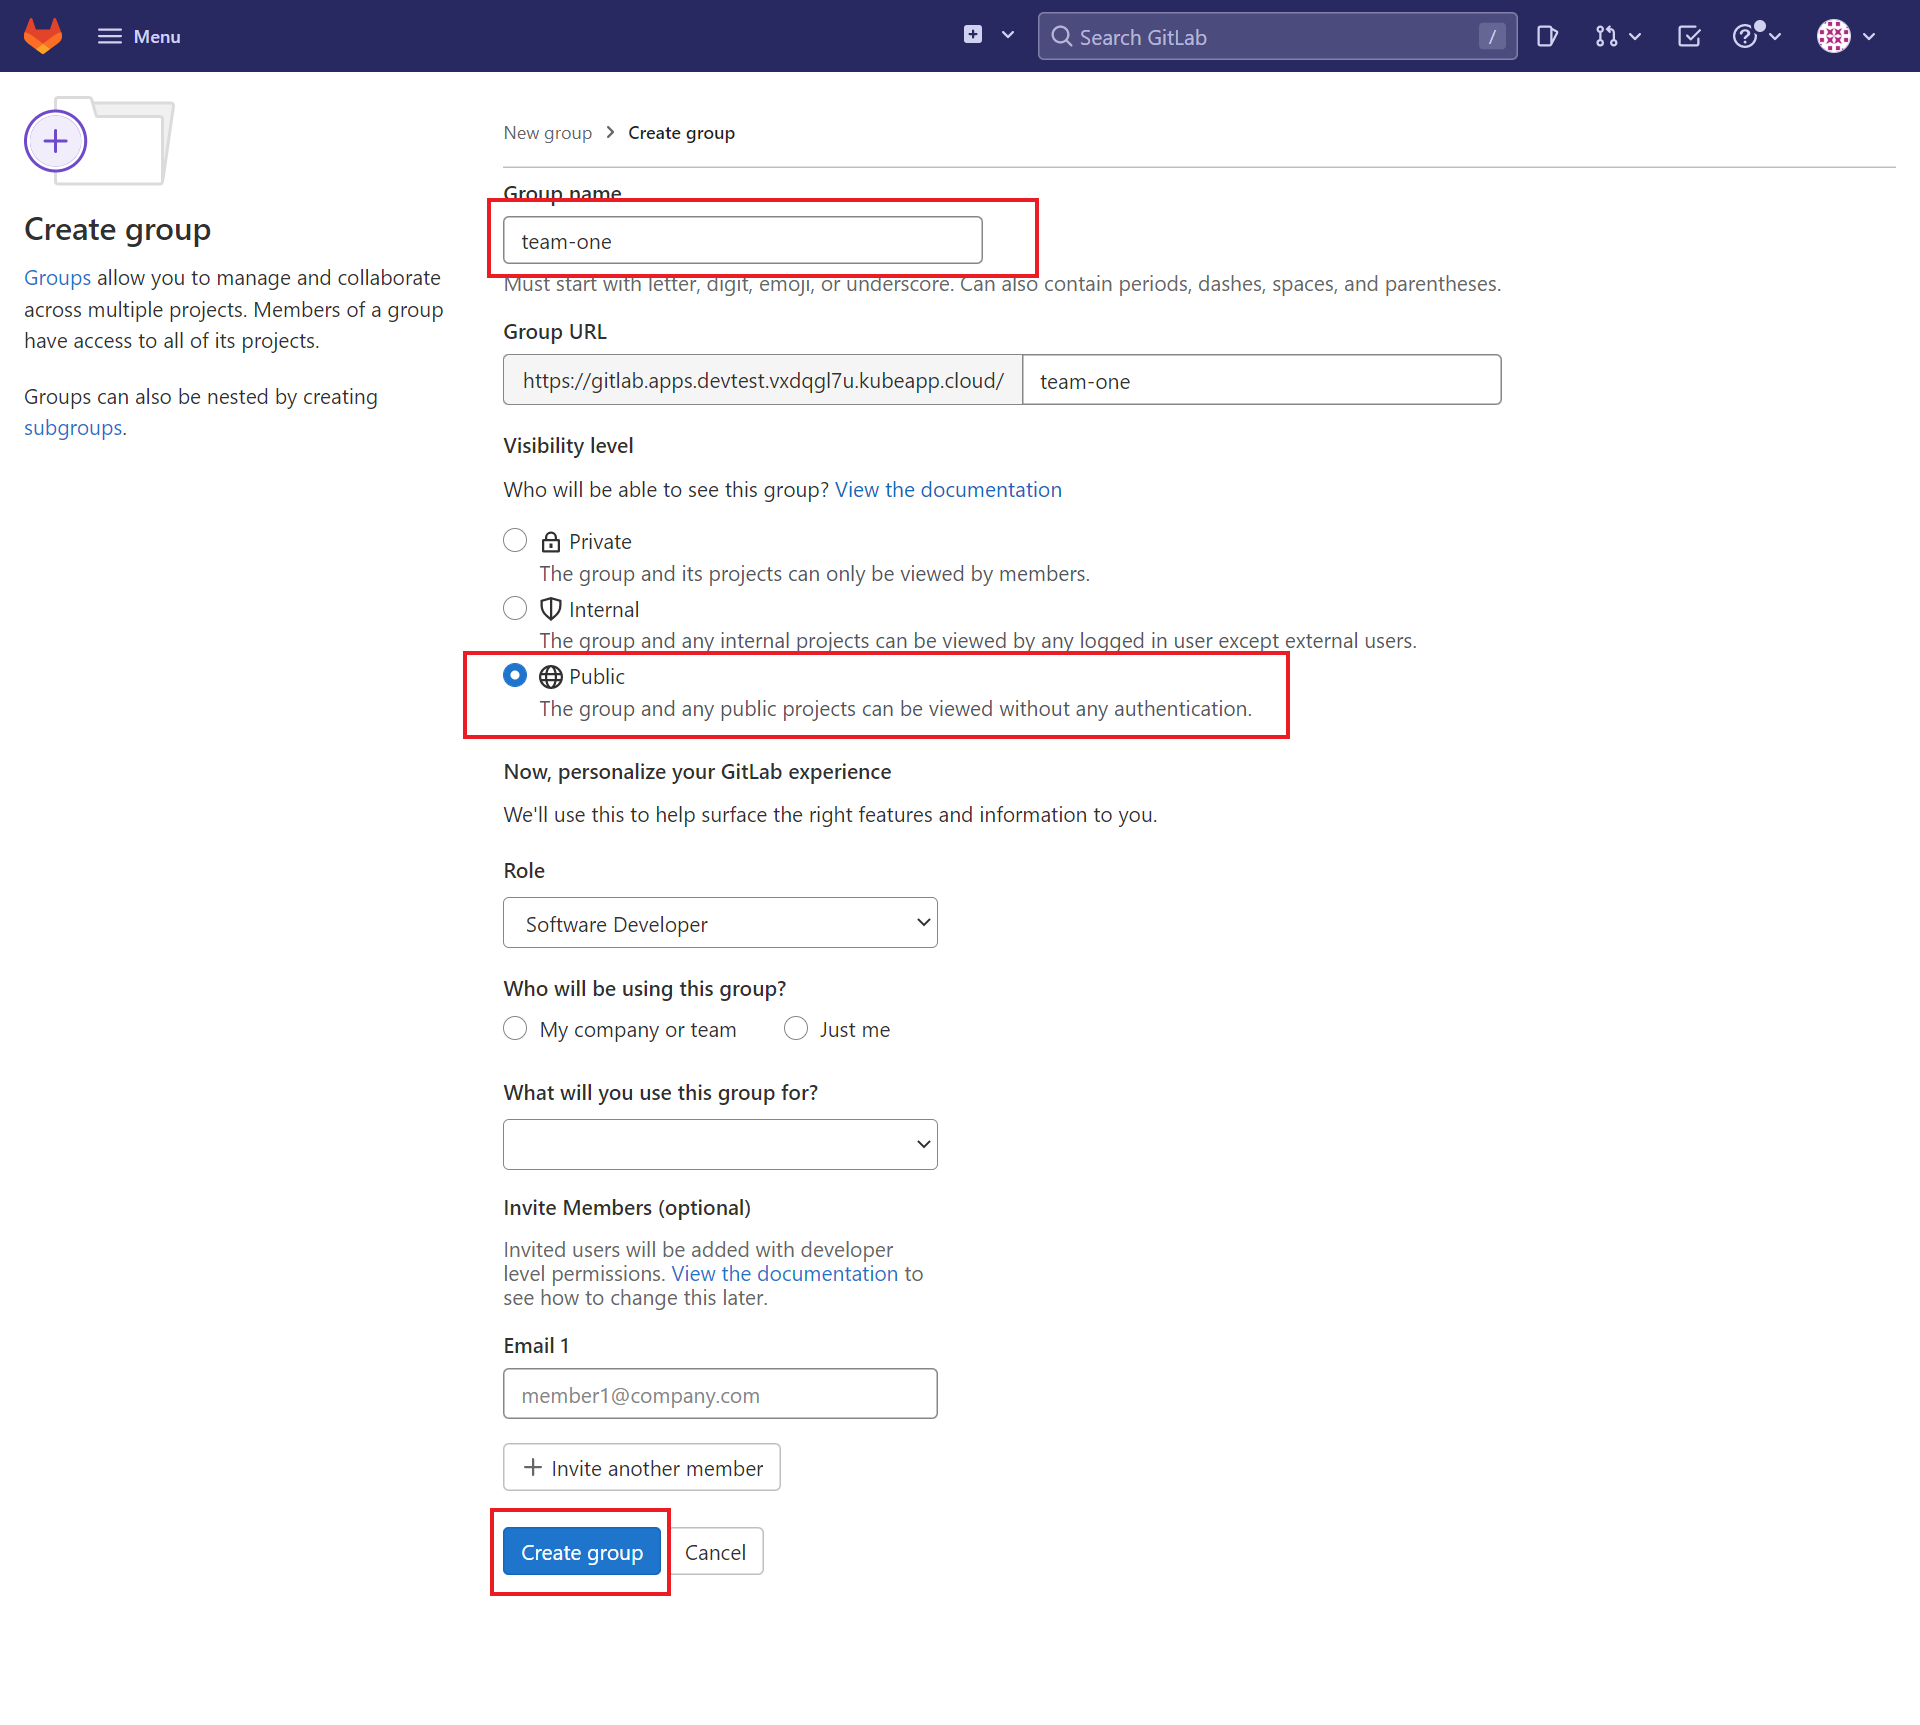 Menu
Search GitLab
/
New group > Create group
Create group
Groups allow you to manage and collaborate
across multiple projects. Members of a group
have access to all of its projects.
Groups can also be nested by creating
subgroups.
Group name
team-one
Must start with letter, digit, emoji, or underscore. Can also contain periods, dashes, spaces, and parentheses.
Group URL
https://gitlab.apps.devtest.vxdqgl7u.kubeapp.cloud/ team-one
Visibility level
Who will be able to see this group? View the documentation
Private
The group and its projects can only be viewed by members.
Internal
The group and any internal projects can be viewed by any logged in user except external users.
Public
The group and any public projects can be viewed without any authentication.
Now, personalize your GitLab experience
We'll use this to help surface the right features and information to you.
Role
Software Developer
Who will be using this group?
My company or team Just me
What will you use this group for?
Invite Members (optional)
Invited users will be added with developer
level permissions. View the documentation to
see how to change this later.
Email 1
member1@company.com
Invite another member
Create group Cancel